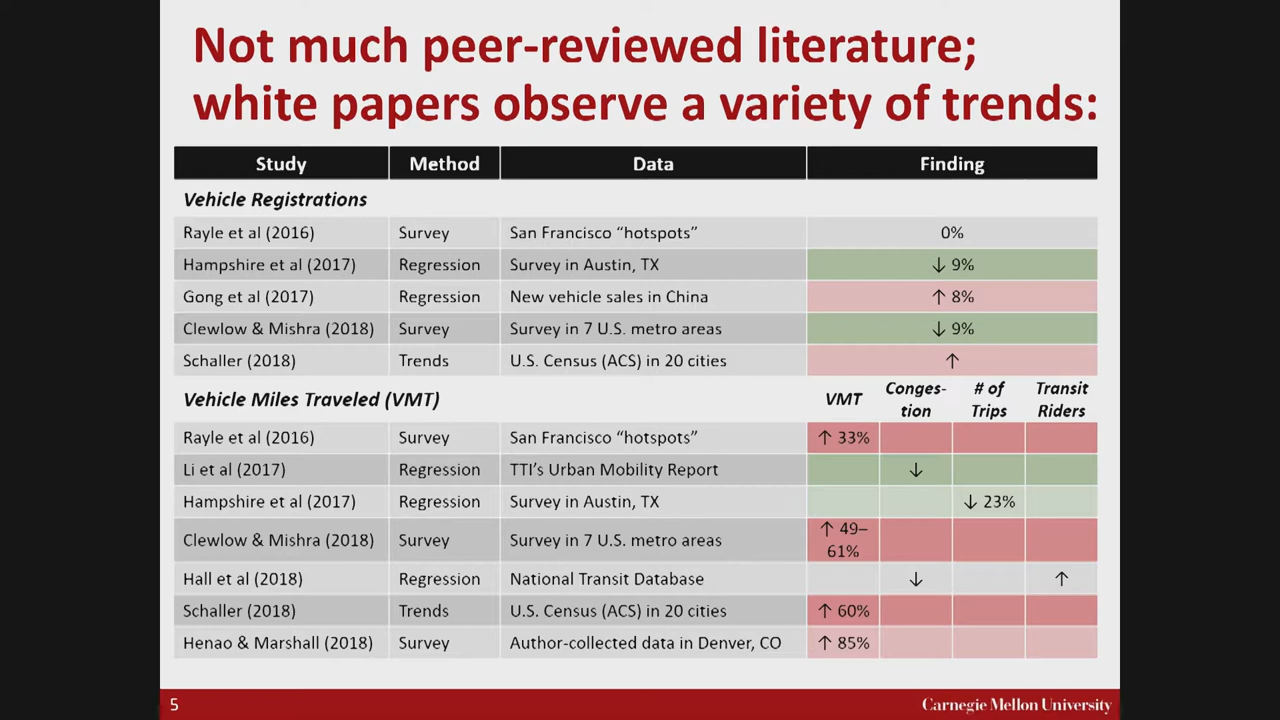 Not much peer-reviewed literature;
white papers observe a variety of trends:
Study Method Data Finding
Vehicle Registrations
Rayle et al (2016) Survey San Francisco “hotspots” 0%
Hampshire et al (2017) Regression Survey in Austin, TX ↓ 9%
Gong et al (2017) Regression New vehicle sales in China ↑ 8%
Clewlow & Mishra (2018) Survey Survey in 7 U.S. metro areas ↓ 9%
Schaller (2018) Trends U.S. Census (ACS) in 20 cities ↑
Vehicle Miles Traveled (VMT) VMT Conges-tion # of Trips Transit Riders
Rayle et al (2016) Survey San Francisco “hotspots” ↑ 33%
Li et al (2017) Regression TTI’s Urban Mobility Report ↓
Hampshire et al (2017) Regression Survey in Austin, TX ↓ 23%
Clewlow & Mishra (2018) Survey Survey in 7 U.S. metro areas ↑ 49–61%
Hall et al (2018) Regression National Transit Database ↓ ↑
Schaller (2018) Trends U.S. Census (ACS) in 20 cities ↑ 60%
Henao & Marshall (2018) Survey Author-collected data in Denver, CO ↑ 85%
5 Carnegie Mellon University